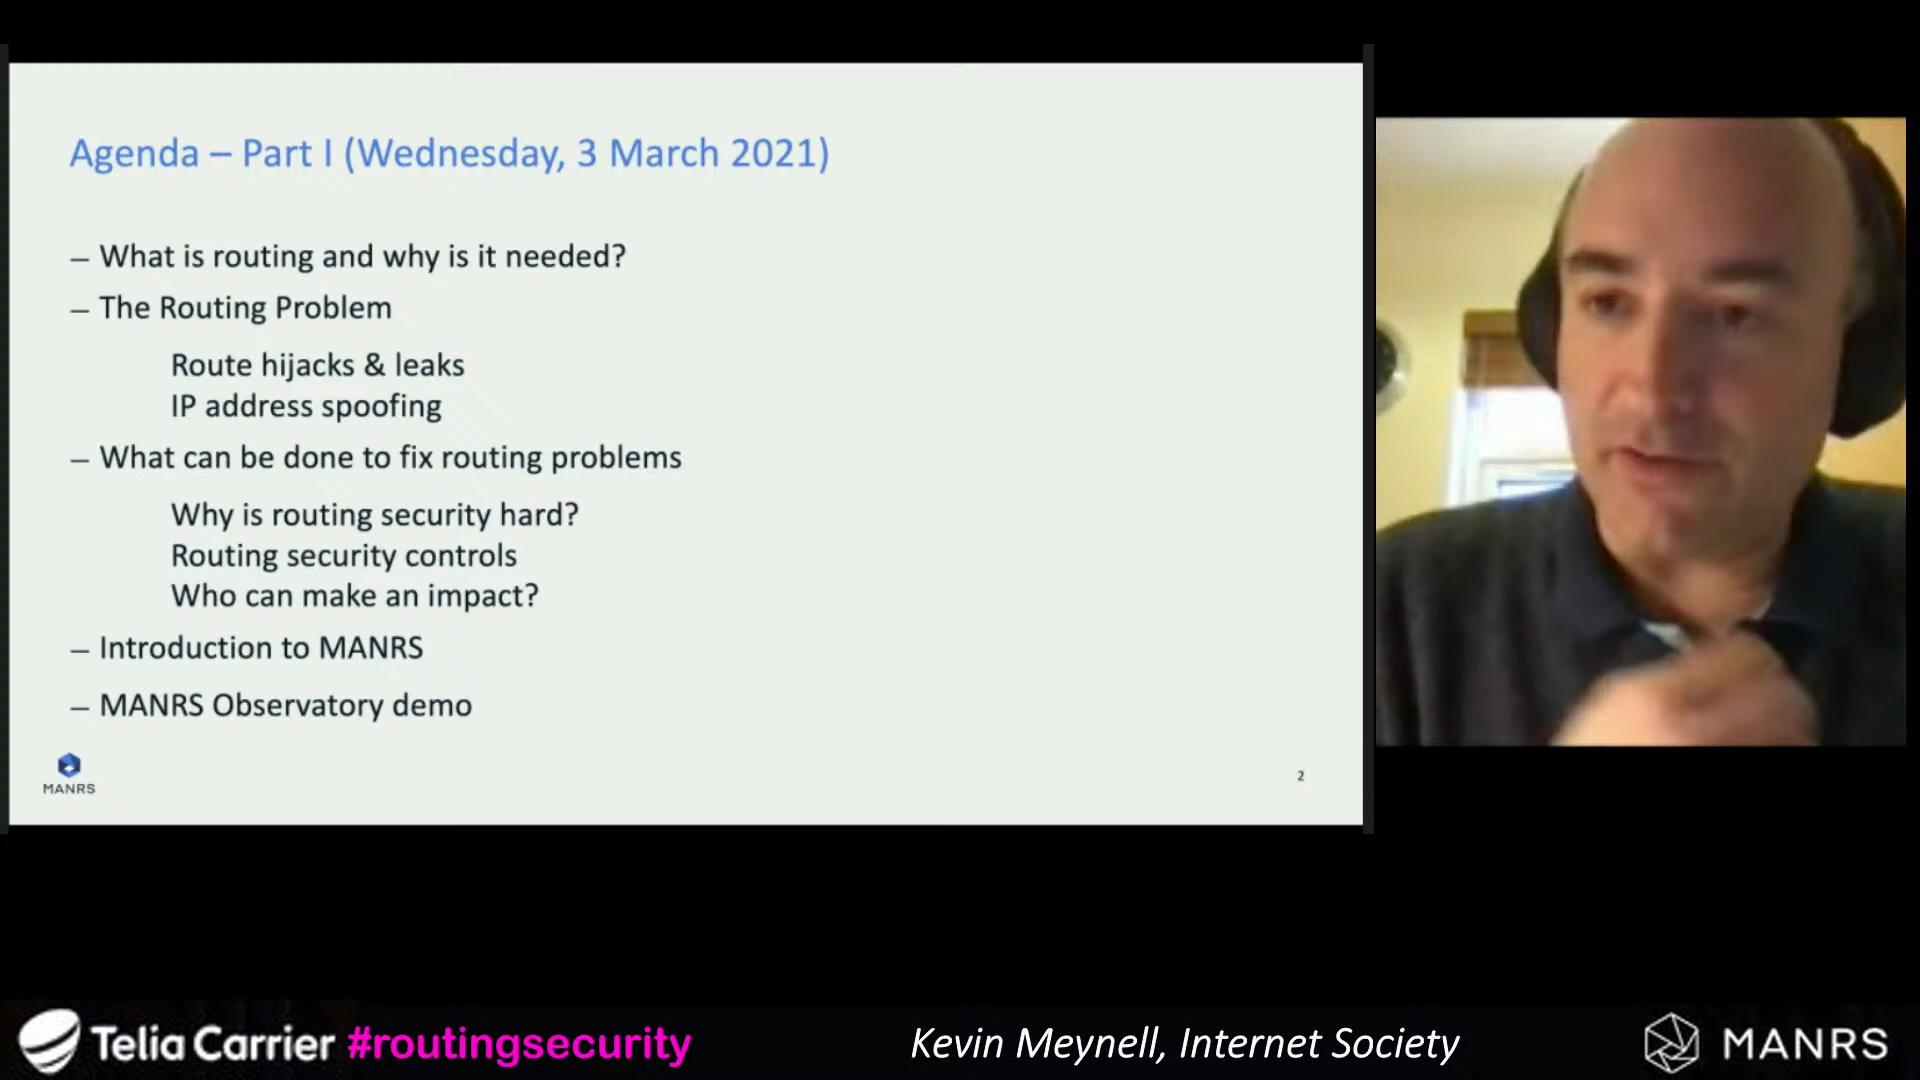 Agenda – Part I (Wednesday, 3 March 2021)
– What is routing and why is it needed?
– The Routing Problem
Route hijacks & leaks
IP address spoofing
– What can be done to fix routing problems
Why is routing security hard?
Routing security controls
Who can make an impact?
– Introduction to MANRS
– MANRS Observatory demo
MANRS
2
Telia Carrier #routingsecurity
Kevin Meynell, Internet Society
MANRS